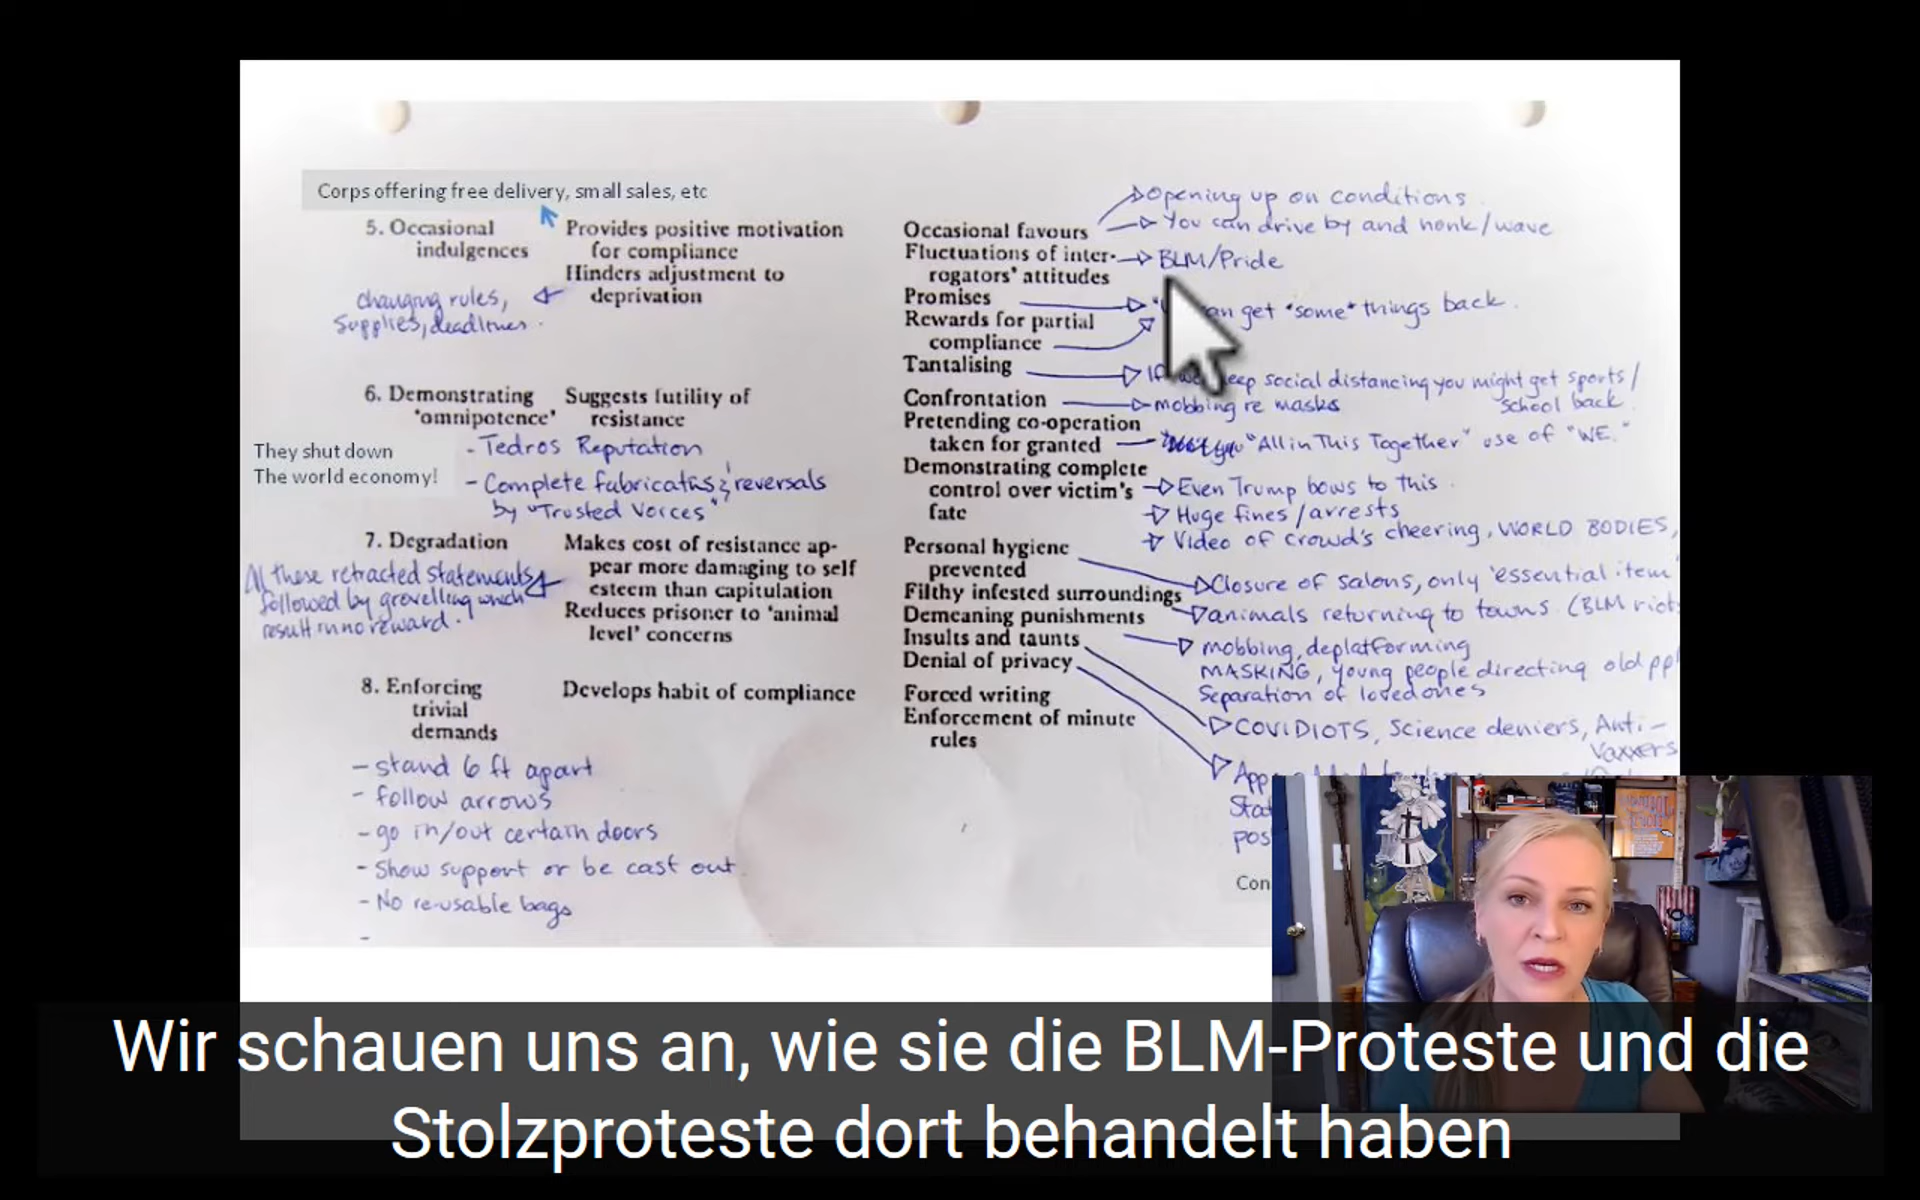 Corps offering free delivery, small sales, etc
5. Occasional
indulgences
Provides positive motivation
for compliance
Hinders adjustment to
deprivation
changing rules,
supplies, deadlines.
Occasional favours
Fluctuations of inter-
rogators' attitudes
Promises
Rewards for partial
compliance
Tantalising
Opening up on conditions
You can drive by and honk/wave
BLM/Pride
get *some* things back.
social distancing you might get sports/
school back.
6. Demonstrating
'omnipotence'
Suggests futility of
resistance
They shut down
The world economy!
- Tedros Reputation
- Complete fabricatns & reversals
by "Trusted Voices"
Confrontation
Pretending co-operation
taken for granted
Demonstrating complete
control over victim's
fate
mobbing re masks
"All in This Together" use of "WE."
Even Trump bows to this.
Huge fines/arrests
Video of crowd's cheering, WORLD BODIES,
7. Degradation
All these retracted statements
followed by grovelling which
result in no reward.
Makes cost of resistance ap-
pear more damaging to self
esteem than capitulation
Reduces prisoner to 'animal
level' concerns
Personal hygiene
prevented
Filthy infested surroundings
Demeaning punishments
Insults and taunts
Denial of privacy
Closure of salons, only 'essential item'
animals returning to towns. (BLM riots
mobbing, deplatforming
MASKING, young people directing old ppl
Separation of loved ones
COVIDIOTS, Science deniers, Anti-
Vaxxers
8. Enforcing
trivial
demands
Develops habit of compliance
Forced writing
Enforcement of minute
rules
- stand 6 ft apart
- follow arrows
- go in/out certain doors
- Show support or be cast out
- No re-usable bags
-
Con
Wir schauen uns an, wie sie die BLM-Proteste und die
Stolzproteste dort behandelt haben